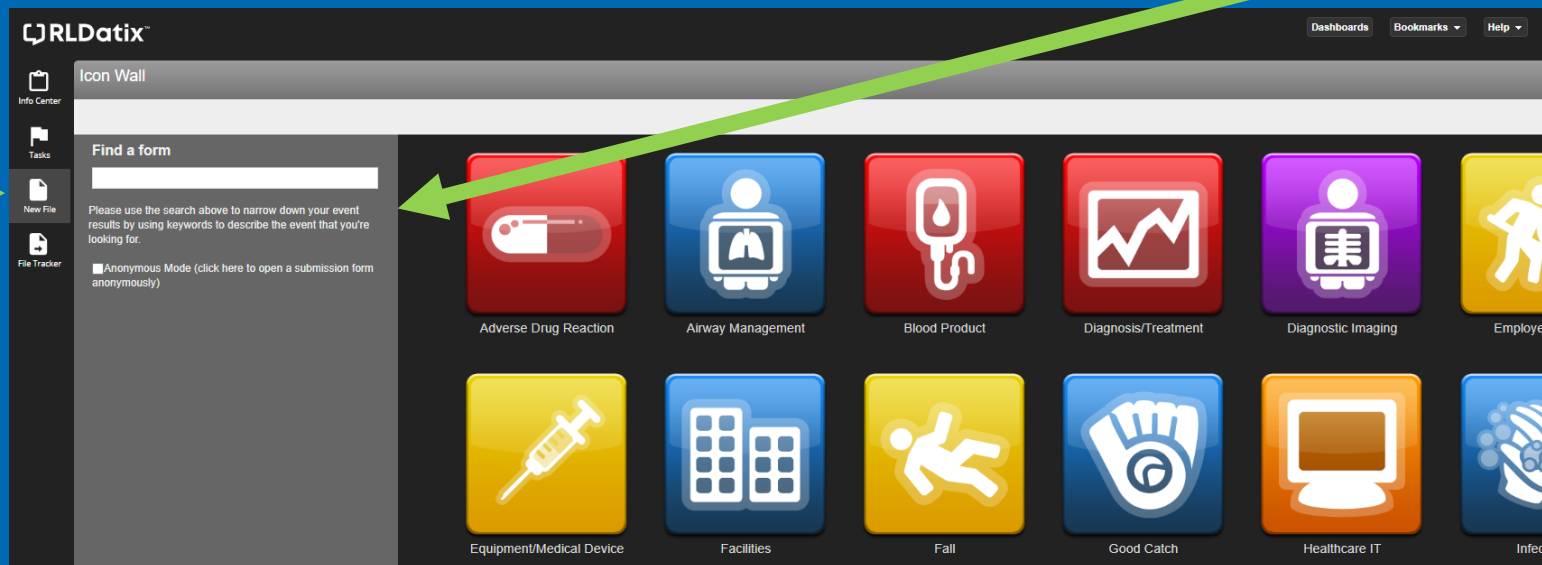 RLDatix™
Dashboards
Bookmarks
Help
Info Center
Tasks
New File
File Tracker
Icon Wall
Find a form
Please use the search above to narrow down your event
results by using keywords to describe the event that you're
looking for.
Anonymous Mode (click here to open a submission form
anonymously)
Adverse Drug Reaction
Airway Management
Blood Product
Diagnosis/Treatment
Diagnostic Imaging
Employe
Equipment/Medical Device
Facilities
Fall
Good Catch
Healthcare IT
Infec